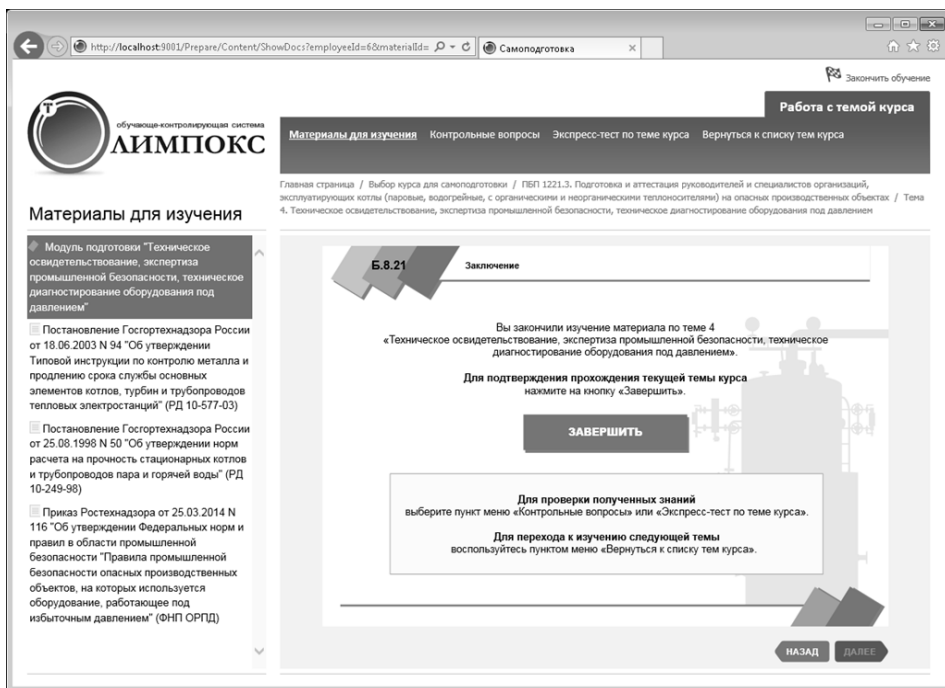 http://localhost:9001/Prepare/Content/ShowDocs?employeeId=6&materialId=
Самоподготовка
Закончить обучение
Работа с темой курса
обучающе-контролирующая система
ЛИМПОКС
Материалы для изучения Контрольные вопросы Экспресс-тест по теме курса Вернуться к списку тем курса
Главная страница / Выбор курса для самоподготовки / ПБП 1221.3. Подготовка и аттестация руководителей и специалистов организаций,
эксплуатирующих котлы (паровые, водогрейные, с органическими и неорганическими теплоносителями) на опасных производственных объектах / Тема
4. Техническое освидетельствование, экспертиза промышленной безопасности, техническое диагностирование оборудования под давлением
Материалы для изучения
Модуль подготовки "Техническое
освидетельствование, экспертиза
промышленной безопасности, техническое
диагностирование оборудования под
давлением"
Постановление Госгортехнадзора России
от 18.06.2003 N 94 "Об утверждении
Типовой инструкции по контролю металла и
продлению срока службы основных
элементов котлов, турбин и трубопроводов
тепловых электростанций" (РД 10-577-03)
Постановление Госгортехнадзора России
от 25.08.1998 N 50 "Об утверждении норм
расчета на прочность стационарных котлов
и трубопроводов пара и горячей воды" (РД
10-249-98)
Приказ Ростехнадзора от 25.03.2014 N
116 "Об утверждении Федеральных норм и
правил в области промышленной
безопасности "Правила промышленной
безопасности опасных производственных
объектов, на которых используется
оборудование, работающее под
избыточным давлением" (ФНП ОРПД)
Б.8.21 Заключение
Вы закончили изучение материала по теме 4
«Техническое освидетельствование, экспертиза промышленной безопасности, техническое
диагностирование оборудования под давлением».
Для подтверждения прохождения текущей темы курса
нажмите на кнопку «Завершить».
ЗАВЕРШИТЬ
Для проверки полученных знаний
выберите пункт меню «Контрольные вопросы» или «Экспресс-тест по теме курса».
Для перехода к изучению следующей темы
воспользуйтесь пунктом меню «Вернуться к списку тем курса».
НАЗАД ДАЛЕЕ